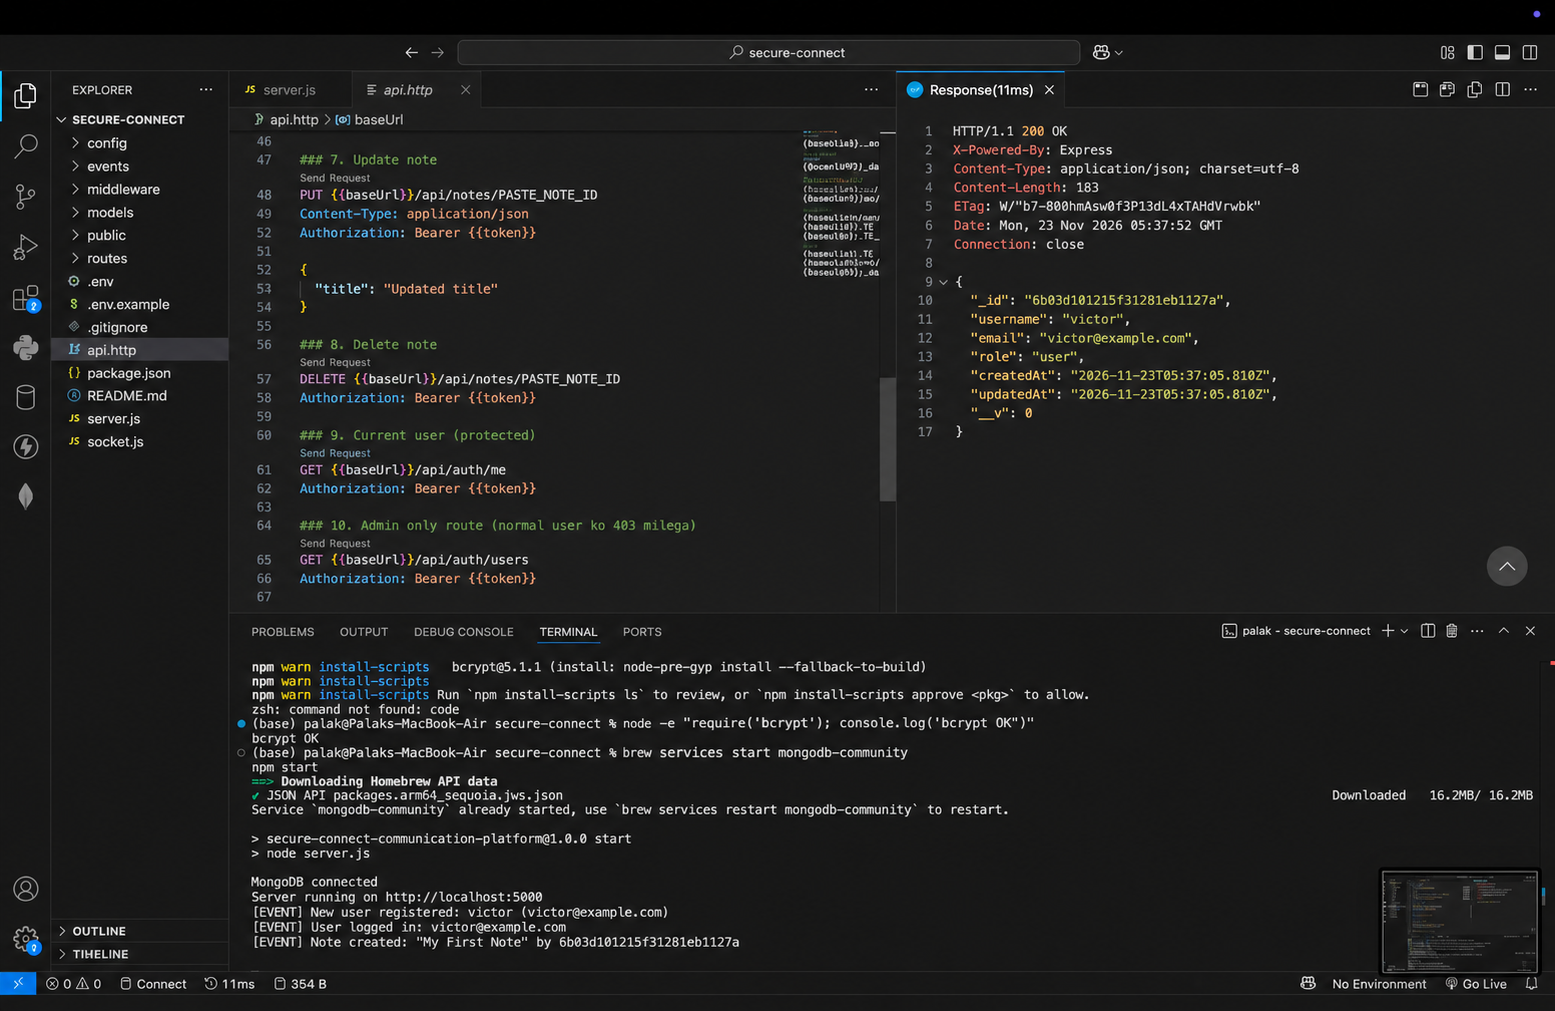 secure-connect
EXPLORER
SECURE-CONNECT
config
events
middleware
models
public
routes
.env
.env.example
.gitignore
api.http
package.json
README.md
server.js
socket.js
OUTLINE
TIHELINE
server.js
api.http
api.http > baseUrl
46
47 ### 7. Update note
Send Request
48 PUT {{baseUrl}}/api/notes/PASTE_NOTE_ID
49 Content-Type: application/json
52 Authorization: Bearer {{token}}
51
52 {
53 "title": "Updated title"
54 }
55
56 ### 8. Delete note
Send Request
57 DELETE {{baseUrl}}/api/notes/PASTE_NOTE_ID
58 Authorization: Bearer {{token}}
59
60 ### 9. Current user (protected)
Send Request
61 GET {{baseUrl}}/api/auth/me
62 Authorization: Bearer {{token}}
63
64 ### 10. Admin only route (normal user ko 403 milega)
Send Request
65 GET {{baseUrl}}/api/auth/users
66 Authorization: Bearer {{token}}
67
Response(11ms)
1 HTTP/1.1 200 OK
2 X-Powered-By: Express
3 Content-Type: application/json; charset=utf-8
4 Content-Length: 183
5 ETag: W/"b7-800hmAsw0f3P13dL4xTAHdVrwbk"
6 Date: Mon, 23 Nov 2026 05:37:52 GMT
7 Connection: close
8
9 {
10 "_id": "6b03d101215f31281eb1127a",
11 "username": "victor",
12 "email": "victor@example.com",
13 "role": "user",
14 "createdAt": "2026-11-23T05:37:05.810Z",
15 "updatedAt": "2026-11-23T05:37:05.810Z",
16 "__v": 0
17 }
PROBLEMS OUTPUT DEBUG CONSOLE TERMINAL PORTS
palak - secure-connect
npm warn install-scripts bcrypt@5.1.1 (install: node-pre-gyp install --fallback-to-build)
npm warn install-scripts
npm warn install-scripts Run `npm install-scripts ls` to review, or `npm install-scripts approve <pkg>` to allow.
zsh: command not found: code
(base) palak@Palaks-MacBook-Air secure-connect % node -e "require('bcrypt'); console.log('bcrypt OK")"
bcrypt OK
(base) palak@Palaks-MacBook-Air secure-connect % brew services start mongodb-community
npm start
==> Downloading Homebrew API data
✔ JSON API packages.arm64_sequoia.jws.json Downloaded 16.2MB/ 16.2MB
Service `mongodb-community` already started, use `brew services restart mongodb-community` to restart.
> secure-connect-communication-platform@1.0.0 start
> node server.js
MongoDB connected
Server running on http://localhost:5000
[EVENT] New user registered: victor (victor@example.com)
[EVENT] User logged in: victor@example.com
[EVENT] Note created: "My First Note" by 6b03d101215f31281eb1127a
0 0 Connect 11ms 354 B
No Environment Go Live